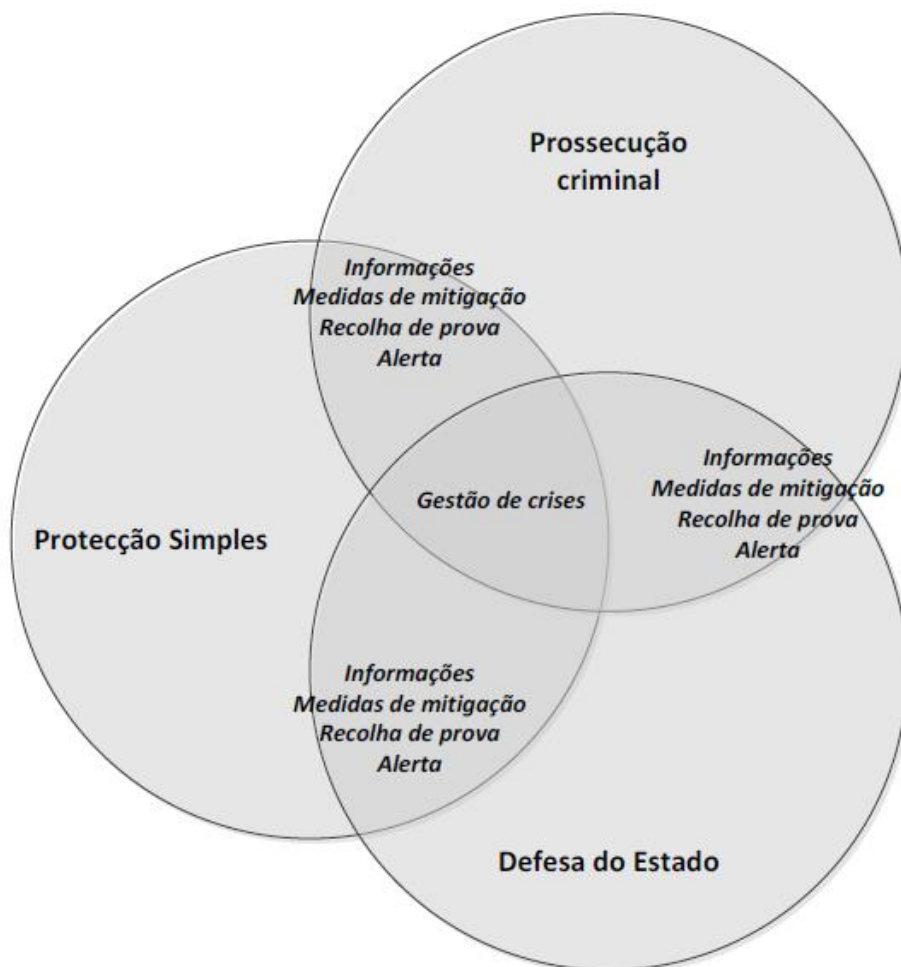 Prossecução
criminal
Informações
Medidas de mitigação
Recolha de prova
Alerta
Informações
Medidas de mitigação
Recolha de prova
Alerta
Gestão de crises
Protecção Simples
Informações
Medidas de mitigação
Recolha de prova
Alerta
Defesa do Estado